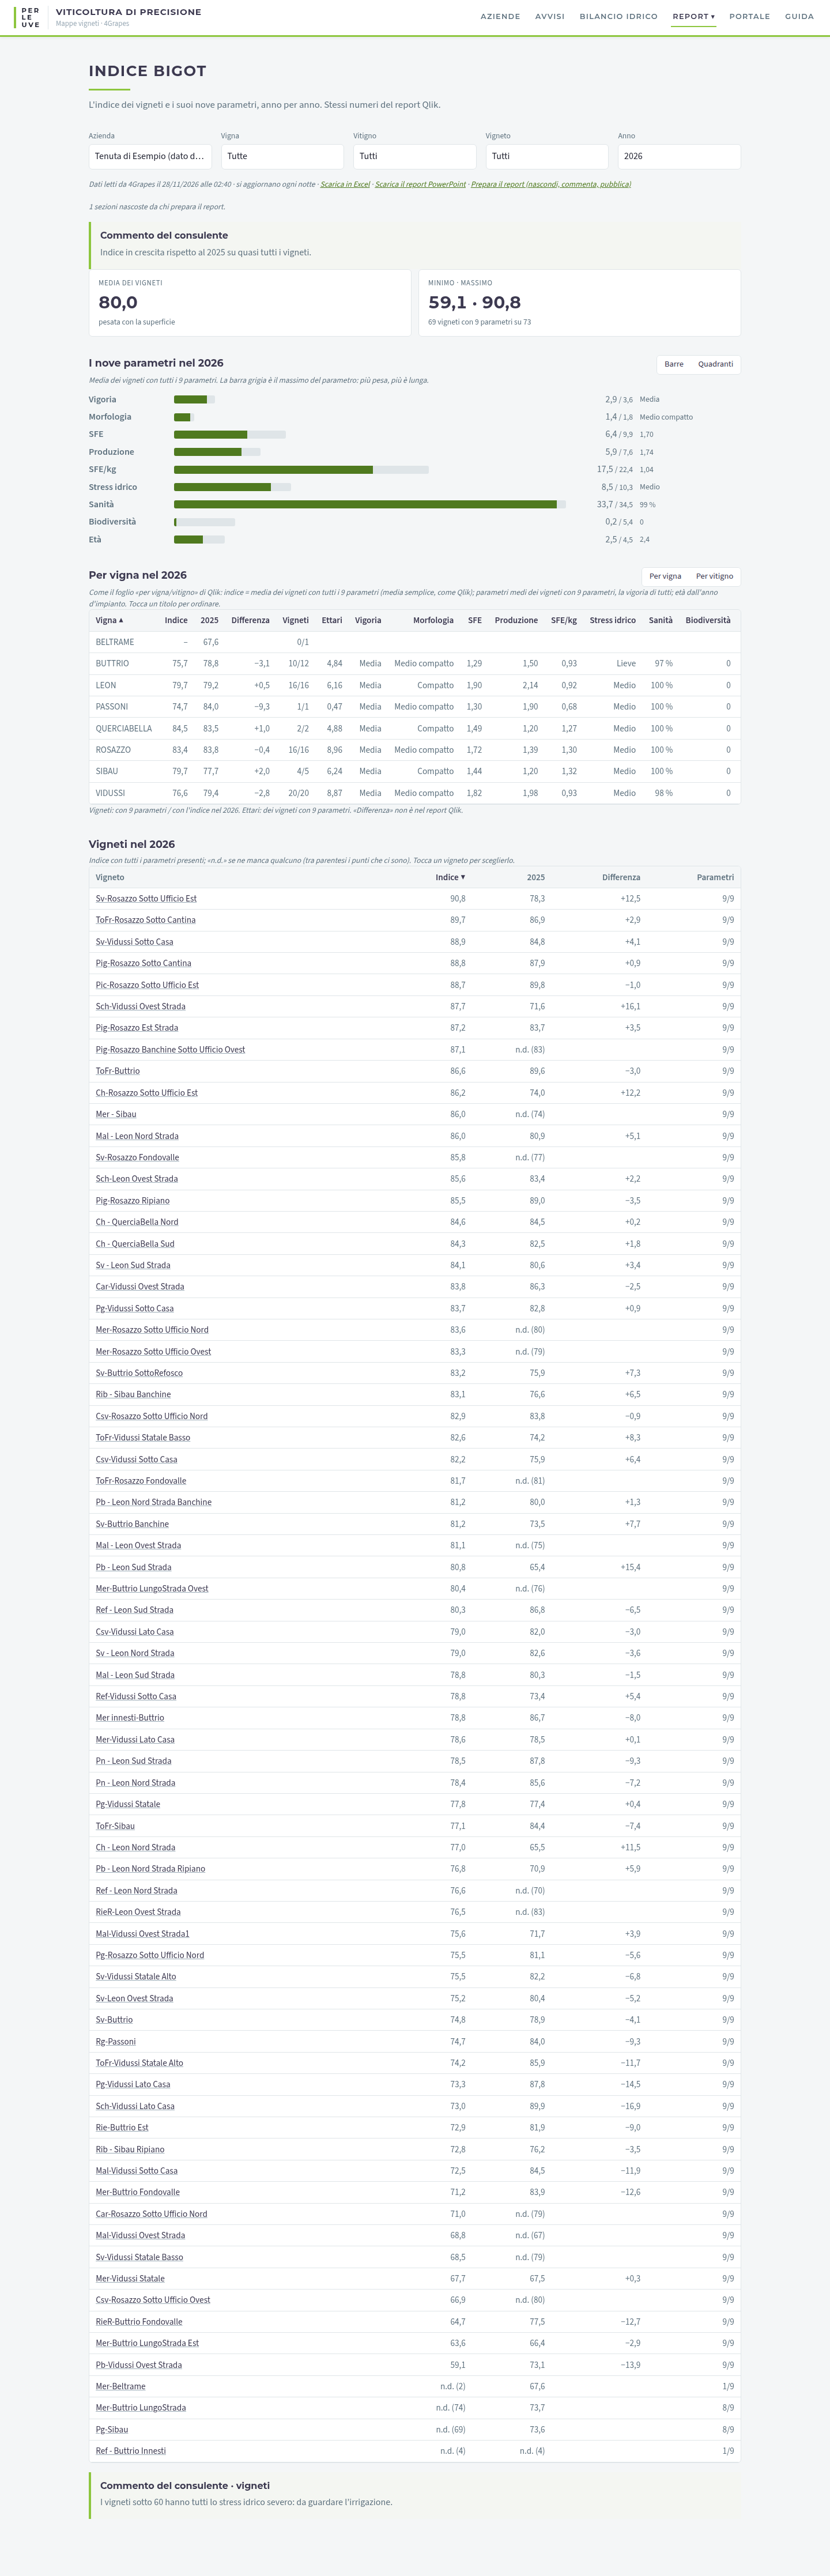 PER
LE
UVE
VITICOLTURA DI PRECISIONE
Mappe vigneti · 4Grapes
AZIENDE AVVISI BILANCIO IDRICO REPORT ▾ PORTALE GUIDA
INDICE BIGOT
L'indice dei vigneti e i suoi nove parametri, anno per anno. Stessi numeri del report Qlik.
Azienda Vigna Vitigno Vigneto Anno
Tenuta di Esempio (dato d… Tutte Tutti Tutti 2026
Dati letti da 4Grapes il 28/11/2026 alle 02:40 · si aggiornano ogni notte · Scarica in Excel · Scarica il report PowerPoint · Prepara il report (nascondi, commenta, pubblica)
1 sezioni nascoste da chi prepara il report.
Commento del consulente
Indice in crescita rispetto al 2025 su quasi tutti i vigneti.
MEDIA DEI VIGNETI
80,0
pesata con la superficie
MINIMO · MASSIMO
59,1 · 90,8
69 vigneti con 9 parametri su 73
I nove parametri nel 2026
Barre Quadranti
Media dei vigneti con tutti i 9 parametri. La barra grigia è il massimo del parametro: più pesa, più è lunga.
Vigoria 2,9 / 3,6 Media
Morfologia 1,4 / 1,8 Medio compatto
SFE 6,4 / 9,9 1,70
Produzione 5,9 / 7,6 1,74
SFE/kg 17,5 / 22,4 1,04
Stress idrico 8,5 / 10,3 Medio
Sanità 33,7 / 34,5 99 %
Biodiversità 0,2 / 5,4 0
Età 2,5 / 4,5 2,4
Per vigna nel 2026
Per vigna Per vitigno
Come il foglio «per vigna/vitigno» di Qlik: indice = media dei vigneti con tutti i 9 parametri (media semplice, come Qlik); parametri medi dei vigneti con 9 parametri, la vigoria di tutti; età dall'anno
d'impianto. Tocca un titolo per ordinare.
Vigna ▲ Indice 2025 Differenza Vigneti Ettari Vigoria Morfologia SFE Produzione SFE/kg Stress idrico Sanità Biodiversità
BELTRAME – 67,6 0/1
BUTTRIO 75,7 78,8 −3,1 10/12 4,84 Media Medio compatto 1,29 1,50 0,93 Lieve 97 % 0
LEON 79,7 79,2 +0,5 16/16 6,16 Media Compatto 1,90 2,14 0,92 Medio 100 % 0
PASSONI 74,7 84,0 −9,3 1/1 0,47 Media Medio compatto 1,30 1,90 0,68 Medio 100 % 0
QUERCIABELLA 84,5 83,5 +1,0 2/2 4,88 Media Compatto 1,49 1,20 1,27 Medio 100 % 0
ROSAZZO 83,4 83,8 −0,4 16/16 8,96 Media Medio compatto 1,72 1,39 1,30 Medio 100 % 0
SIBAU 79,7 77,7 +2,0 4/5 6,24 Media Compatto 1,44 1,20 1,32 Medio 100 % 0
VIDUSSI 76,6 79,4 −2,8 20/20 8,87 Media Medio compatto 1,82 1,98 0,93 Medio 98 % 0
Vigneti: con 9 parametri / con l'indice nel 2026. Ettari: dei vigneti con 9 parametri. «Differenza» non è nel report Qlik.
Vigneti nel 2026
Indice con tutti i parametri presenti; «n.d.» se ne manca qualcuno (tra parentesi i punti che ci sono). Tocca un vigneto per sceglierlo.
Vigneto Indice ▼ 2025 Differenza Parametri
Sv-Rosazzo Sotto Ufficio Est 90,8 78,3 +12,5 9/9
ToFr-Rosazzo Sotto Cantina 89,7 86,9 +2,9 9/9
Sv-Vidussi Sotto Casa 88,9 84,8 +4,1 9/9
Pig-Rosazzo Sotto Cantina 88,8 87,9 +0,9 9/9
Pic-Rosazzo Sotto Ufficio Est 88,7 89,8 −1,0 9/9
Sch-Vidussi Ovest Strada 87,7 71,6 +16,1 9/9
Pig-Rosazzo Est Strada 87,2 83,7 +3,5 9/9
Pig-Rosazzo Banchine Sotto Ufficio Ovest 87,1 n.d. (83) 9/9
ToFr-Buttrio 86,6 89,6 −3,0 9/9
Ch-Rosazzo Sotto Ufficio Est 86,2 74,0 +12,2 9/9
Mer - Sibau 86,0 n.d. (74) 9/9
Mal - Leon Nord Strada 86,0 80,9 +5,1 9/9
Sv-Rosazzo Fondovalle 85,8 n.d. (77) 9/9
Sch-Leon Ovest Strada 85,6 83,4 +2,2 9/9
Pig-Rosazzo Ripiano 85,5 89,0 −3,5 9/9
Ch - QuerciaBella Nord 84,6 84,5 +0,2 9/9
Ch - QuerciaBella Sud 84,3 82,5 +1,8 9/9
Sv - Leon Sud Strada 84,1 80,6 +3,4 9/9
Car-Vidussi Ovest Strada 83,8 86,3 −2,5 9/9
Pg-Vidussi Sotto Casa 83,7 82,8 +0,9 9/9
Mer-Rosazzo Sotto Ufficio Nord 83,6 n.d. (80) 9/9
Mer-Rosazzo Sotto Ufficio Ovest 83,3 n.d. (79) 9/9
Sv-Buttrio SottoRefosco 83,2 75,9 +7,3 9/9
Rib - Sibau Banchine 83,1 76,6 +6,5 9/9
Csv-Rosazzo Sotto Ufficio Nord 82,9 83,8 −0,9 9/9
ToFr-Vidussi Statale Basso 82,6 74,2 +8,3 9/9
Csv-Vidussi Sotto Casa 82,2 75,9 +6,4 9/9
ToFr-Rosazzo Fondovalle 81,7 n.d. (81) 9/9
Pb - Leon Nord Strada Banchine 81,2 80,0 +1,3 9/9
Sv-Buttrio Banchine 81,2 73,5 +7,7 9/9
Mal - Leon Ovest Strada 81,1 n.d. (75) 9/9
Pb - Leon Sud Strada 80,8 65,4 +15,4 9/9
Mer-Buttrio LungoStrada Ovest 80,4 n.d. (76) 9/9
Ref - Leon Sud Strada 80,3 86,8 −6,5 9/9
Csv-Vidussi Lato Casa 79,0 82,0 −3,0 9/9
Sv - Leon Nord Strada 79,0 82,6 −3,6 9/9
Mal - Leon Sud Strada 78,8 80,3 −1,5 9/9
Ref-Vidussi Sotto Casa 78,8 73,4 +5,4 9/9
Mer innesti-Buttrio 78,8 86,7 −8,0 9/9
Mer-Vidussi Lato Casa 78,6 78,5 +0,1 9/9
Pn - Leon Sud Strada 78,5 87,8 −9,3 9/9
Pn - Leon Nord Strada 78,4 85,6 −7,2 9/9
Pg-Vidussi Statale 77,8 77,4 +0,4 9/9
ToFr-Sibau 77,1 84,4 −7,4 9/9
Ch - Leon Nord Strada 77,0 65,5 +11,5 9/9
Pb - Leon Nord Strada Ripiano 76,8 70,9 +5,9 9/9
Ref - Leon Nord Strada 76,6 n.d. (70) 9/9
RieR-Leon Ovest Strada 76,5 n.d. (83) 9/9
Mal-Vidussi Ovest Strada1 75,6 71,7 +3,9 9/9
Pg-Rosazzo Sotto Ufficio Nord 75,5 81,1 −5,6 9/9
Sv-Vidussi Statale Alto 75,5 82,2 −6,8 9/9
Sv-Leon Ovest Strada 75,2 80,4 −5,2 9/9
Sv-Buttrio 74,8 78,9 −4,1 9/9
Rg-Passoni 74,7 84,0 −9,3 9/9
ToFr-Vidussi Statale Alto 74,2 85,9 −11,7 9/9
Pg-Vidussi Lato Casa 73,3 87,8 −14,5 9/9
Sch-Vidussi Lato Casa 73,0 89,9 −16,9 9/9
Rie-Buttrio Est 72,9 81,9 −9,0 9/9
Rib - Sibau Ripiano 72,8 76,2 −3,5 9/9
Mal-Vidussi Sotto Casa 72,5 84,5 −11,9 9/9
Mer-Buttrio Fondovalle 71,2 83,9 −12,6 9/9
Car-Rosazzo Sotto Ufficio Nord 71,0 n.d. (79) 9/9
Mal-Vidussi Ovest Strada 68,8 n.d. (67) 9/9
Sv-Vidussi Statale Basso 68,5 n.d. (79) 9/9
Mer-Vidussi Statale 67,7 67,5 +0,3 9/9
Csv-Rosazzo Sotto Ufficio Ovest 66,9 n.d. (80) 9/9
RieR-Buttrio Fondovalle 64,7 77,5 −12,7 9/9
Mer-Buttrio LungoStrada Est 63,6 66,4 −2,9 9/9
Pb-Vidussi Ovest Strada 59,1 73,1 −13,9 9/9
Mer-Beltrame n.d. (2) 67,6 1/9
Mer-Buttrio LungoStrada n.d. (74) 73,7 8/9
Pg-Sibau n.d. (69) 73,6 8/9
Ref - Buttrio Innesti n.d. (4) n.d. (4) 1/9
Commento del consulente · vigneti
I vigneti sotto 60 hanno tutti lo stress idrico severo: da guardare l'irrigazione.